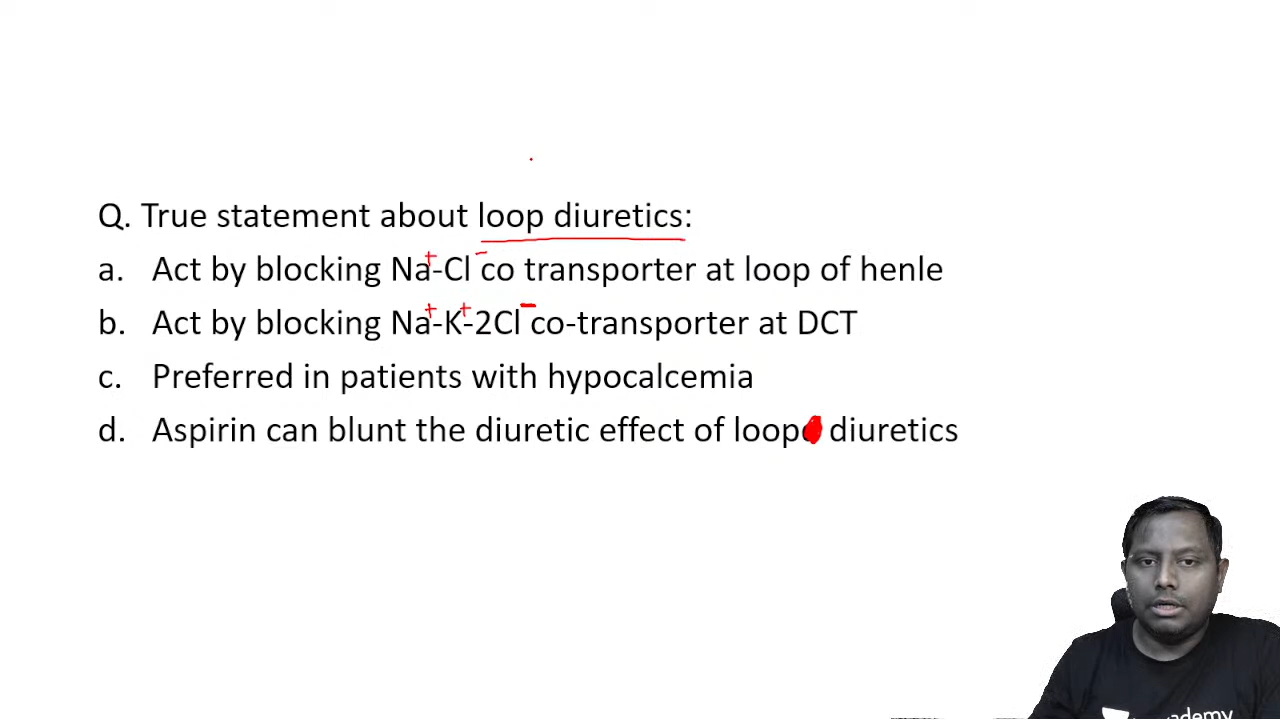 Q. True statement about loop diuretics:
a. Act by blocking Na+-Cl- co transporter at loop of henle
b. Act by blocking Na+-K+-2Cl- co-transporter at DCT
c. Preferred in patients with hypocalcemia
d. Aspirin can blunt the diuretic effect of loop diuretics